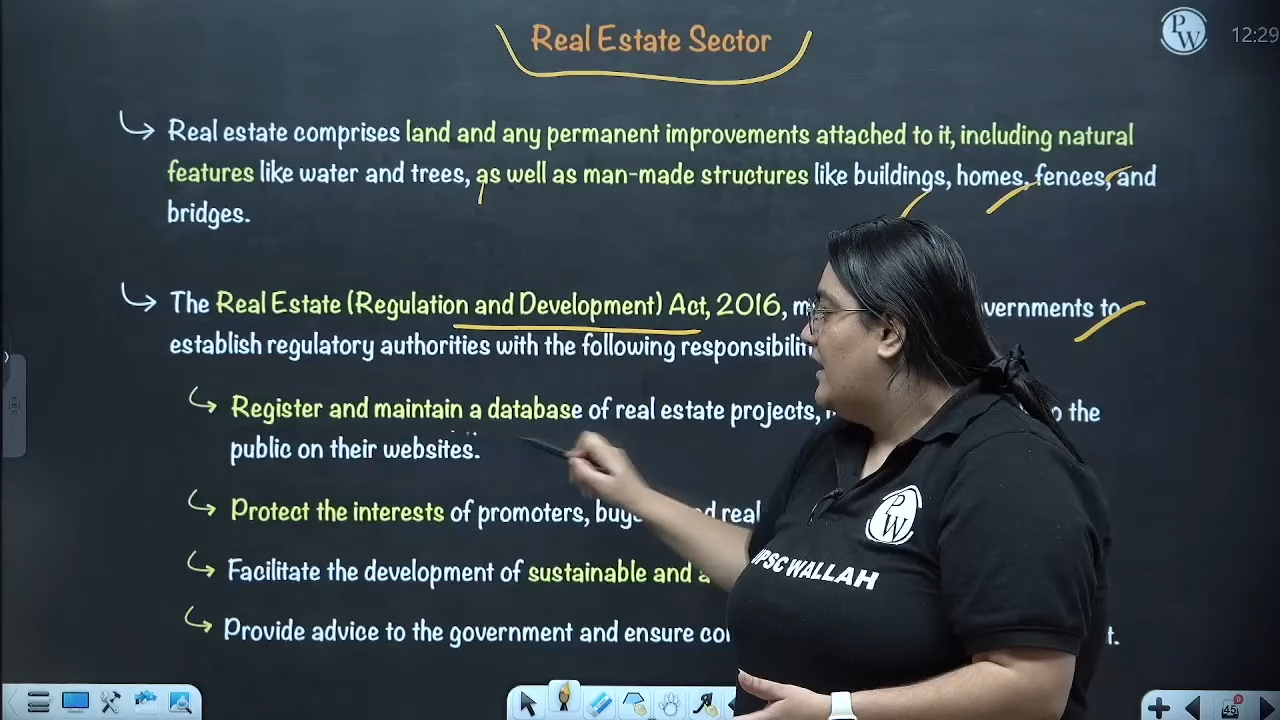 Real Estate Sector
PW
12:29
Real estate comprises land and any permanent improvements attached to it, including natural
features like water and trees, as well as man-made structures like buildings, homes, fences, and
bridges.
The Real Estate (Regulation and Development) Act, 2016,
to
establish regulatory authorities with the following
Register and maintain a database of real estate projects,
the
public on their websites.
Protect the interests of promoters, real
Facilitate the development of sustainable and
Provide advice to the government and ensure
PW
UPSC WALLAH
45